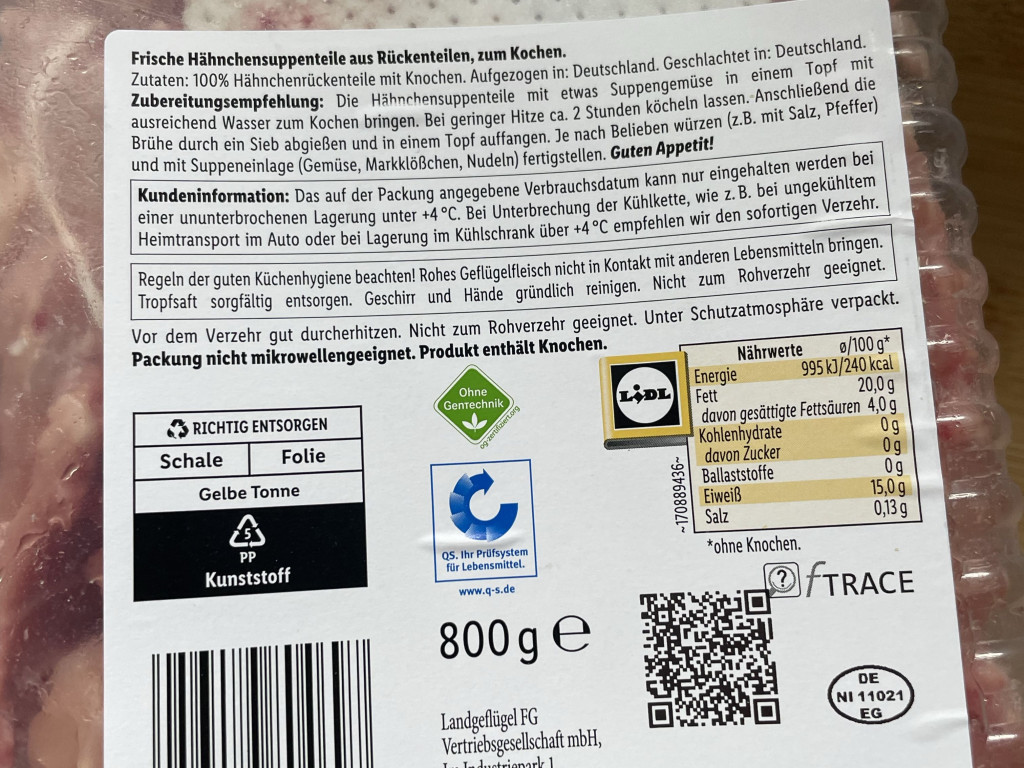 Frische Hähnchensuppenteile aus Rückenteilen, zum Kochen.
Zutaten: 100% Hähnchenrückenteile mit Knochen. Aufgezogen in: Deutschland. Geschlachtet in: Deutschland.
Zubereitungsempfehlung: Die Hähnchensuppenteile mit etwas Suppengemüse in einem Topf mit
ausreichend Wasser zum Kochen bringen. Bei geringer Hitze ca. 2 Stunden köcheln lassen. Anschließend die
Brühe durch ein Sieb abgießen und in einem Topf auffangen. Je nach Belieben würzen (z.B. mit Salz, Pfeffer)
und mit Suppeneinlage (Gemüse, Markklößchen, Nudeln) fertigstellen. Guten Appetit!
Kundeninformation: Das auf der Packung angegebene Verbrauchsdatum kann nur eingehalten werden bei
einer ununterbrochenen Lagerung unter +4 °C. Bei Unterbrechung der Kühlkette, wie z. B. bei ungekühltem
Heimtransport im Auto oder bei Lagerung im Kühlschrank über +4 °C empfehlen wir den sofortigen Verzehr.
Regeln der guten Küchenhygiene beachten! Rohes Geflügelfleisch nicht in Kontakt mit anderen Lebensmitteln bringen.
Tropfsaft sorgfältig entsorgen. Geschirr und Hände gründlich reinigen. Nicht zum Rohverzehr geeignet.
Vor dem Verzehr gut durcherhitzen. Nicht zum Rohverzehr geeignet. Unter Schutzatmosphäre verpackt.
Packung nicht mikrowellengeeignet. Produkt enthält Knochen.
RICHTIG ENTSORGEN
Schale Folie
Gelbe Tonne
5
PP
Kunststoff
Ohne
Genrechnik
og-zertifiziert.org
QS. Ihr Prüfsystem
für Lebensmittel.
www.q-s.de
800 g e
Landgeflügel FG
Vertriebsgesellschaft mbH,
Im Industriepark 1
LIDL
~170889436~
Nährwerte ø/100 g*
Energie 995 kJ/240 kcal
Fett 20,0 g
davon gesättigte Fettsäuren 4,0 g
Kohlenhydrate 0 g
davon Zucker 0 g
Ballaststoffe 0 g
Eiweiß 15,0 g
Salz 0,13 g
*ohne Knochen.
? fTRACE
DE
NI 11021
EG